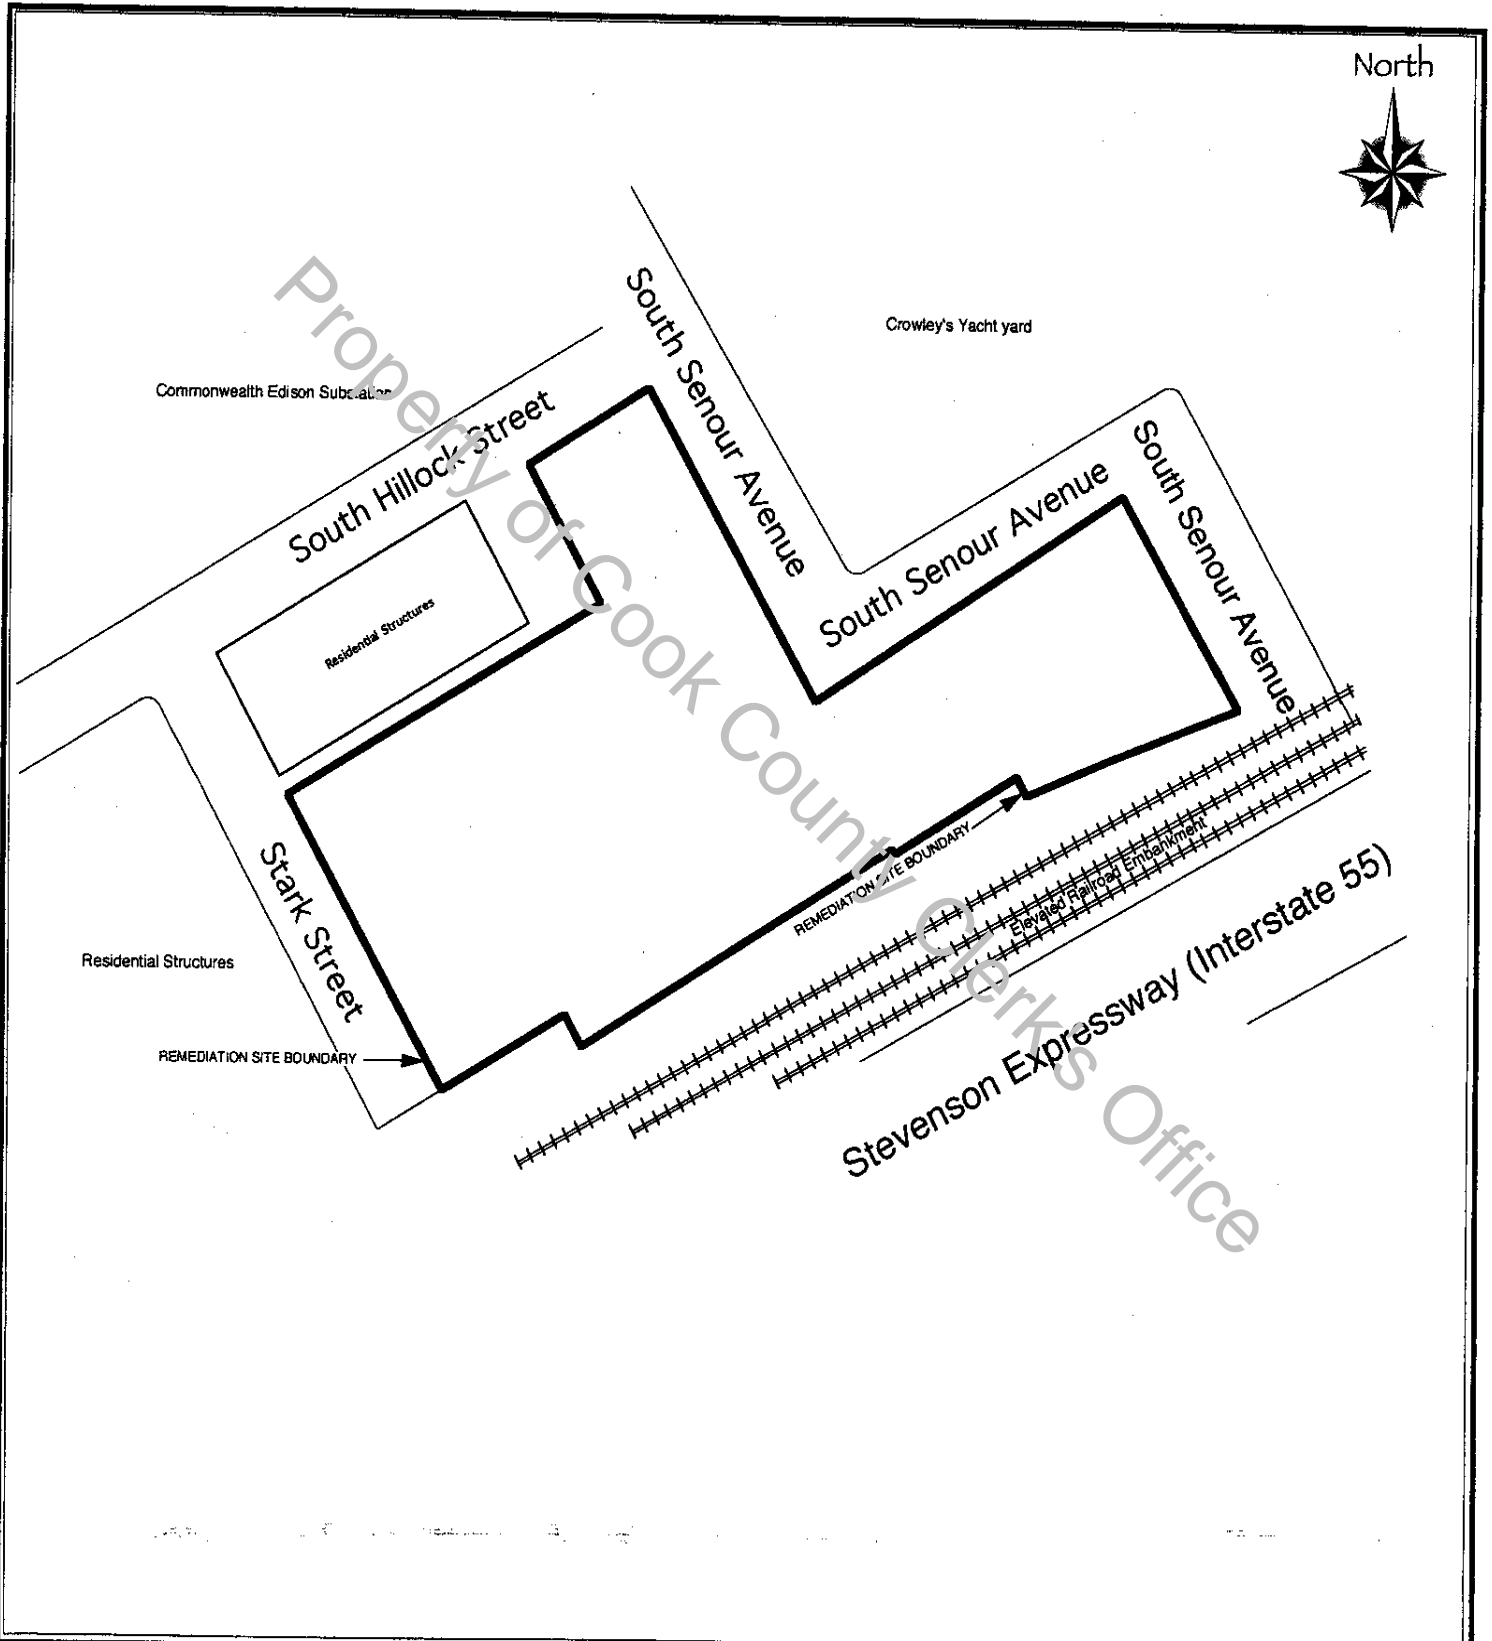 North
South Senour Avenue
Crowley's Yacht yard
Commonwealth Edison Substation
South Hillock Street
South Senour Avenue
South Senour Avenue
Residential Structures
REMEDIATION SITE BOUNDARY
Elevated Railroad Embankment
Stark Street
Stevenson Expressway (Interstate 55)
Residential Structures
REMEDIATION SITE BOUNDARY
Property of Cook County Clerks Office